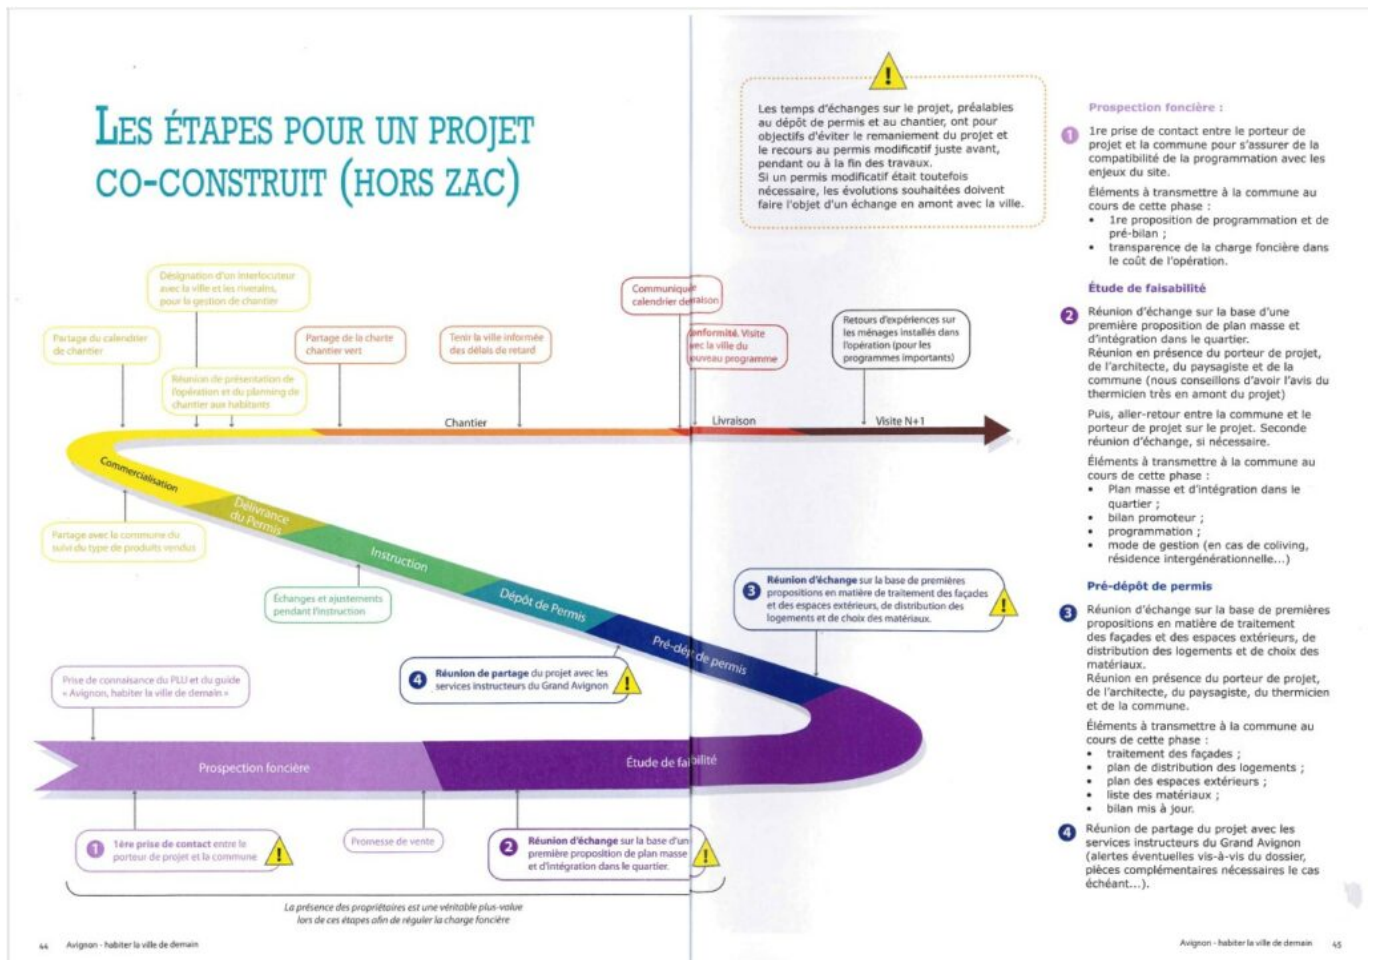 LES ÉTAPES POUR UN PROJET
CO-CONSTRUIT (HORS ZAC)
Les temps d'échanges sur le projet, préalables
au dépôt de permis et au chantier, ont pour
objectifs d'éviter le remaniement du projet et
le recours au permis modificatif juste avant,
pendant ou à la fin des travaux.
Si un permis modificatif était toutefois
nécessaire, les évolutions souhaitées doivent
faire l'objet d'un échange en amont avec la ville.
Désignation d'un interlocuteur
avec la ville et les riverains,
pour la gestion de chantier
Partage du calendrier
de chantier
Réunion de présentation de
l'opération et du planning de
chantier aux habitants
Partage de la charte
chantier vert
Tenir la ville informée
des délais de retard
Communique
calendrier de raison
onformité. Visite
vec la ville du
ouveau programme
Retours d'expériences sur
les ménages installés dans
l'opération (pour les
programmes importants)
Chantier
Livraison
Visite N+1
Commercialisation
Délivrance
du Permis
Instruction
Dépôt de Permis
Pré-dép de permis
Partage avec la commune du
suivi du type de produits vendus
Échanges et ajustements
pendant l'instruction
3 Réunion d'échange sur la base de premières
propositions en matière de traitement des façades
et des espaces extérieurs, de distribution des
logements et de choix des matériaux.
4 Réunion de partage du projet avec les
services instructeurs du Grand Avignon
Prise de connaisance du PLU et du guide
« Avignon, habiter la ville de demain »
Prospection foncière
Étude de faibilité
1 1ère prise de contact entre le
porteur de projet et la commune
Promesse de vente
2 Réunion d'échange sur la base d'un
première proposition de plan masse
et d'intégration dans le quartier.
La présence des propriétaires est une véritable plus-value
lors de ces étapes afin de réguler la charge foncière
44 Avignon - habiter la ville de demain
Prospection foncière :
1 1re prise de contact entre le porteur de
projet et la commune pour s'assurer de la
compatibilité de la programmation avec les
enjeux du site.
Éléments à transmettre à la commune au
cours de cette phase :
• 1re proposition de programmation et de
pré-bilan ;
• transparence de la charge foncière dans
le coût de l'opération.
Étude de faisabilité
2 Réunion d'échange sur la base d'une
première proposition de plan masse et
d'intégration dans le quartier.
Réunion en présence du porteur de projet,
de l'architecte, du paysagiste et de la
commune (nous conseillons d'avoir l'avis du
thermicien très en amont du projet)
Puis, aller-retour entre la commune et le
porteur de projet sur le projet. Seconde
réunion d'échange, si nécessaire.
Éléments à transmettre à la commune au
cours de cette phase :
• Plan masse et d'intégration dans le
quartier ;
• bilan promoteur ;
• programmation ;
• mode de gestion (en cas de coliving,
résidence intergénérationnelle...)
Pré-dépôt de permis
3 Réunion d'échange sur la base de premières
propositions en matière de traitement
des façades et des espaces extérieurs, de
distribution des logements et de choix des
matériaux.
Réunion en présence du porteur de projet,
de l'architecte, du paysagiste, du thermicien
et de la commune.
Éléments à transmettre à la commune au
cours de cette phase :
• traitement des façades ;
• plan de distribution des logements ;
• plan des espaces extérieurs ;
• liste des matériaux ;
• bilan mis à jour.
4 Réunion de partage du projet avec les
services instructeurs du Grand Avignon
(alertes éventuelles vis-à-vis du dossier,
pièces complémentaires nécessaires le cas
échéant...).
Avignon - habiter la ville de demain 45